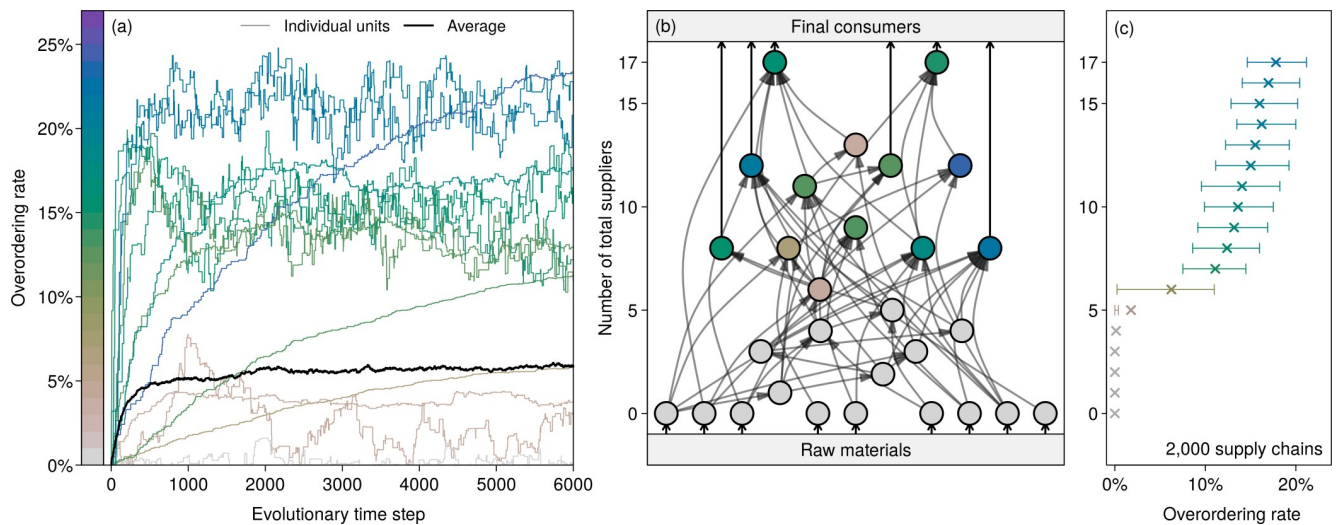 (a)
Individual units
Average
Overordering rate
25%
20%
15%
10%
5%
0%
0
1000
2000
3000
4000
5000
6000
Evolutionary time step
(b)
Final consumers
Number of total suppliers
17
15
10
5
0
Raw materials
(c)
17
15
10
5
0
2,000 supply chains
0%
10%
20%
Overordering rate